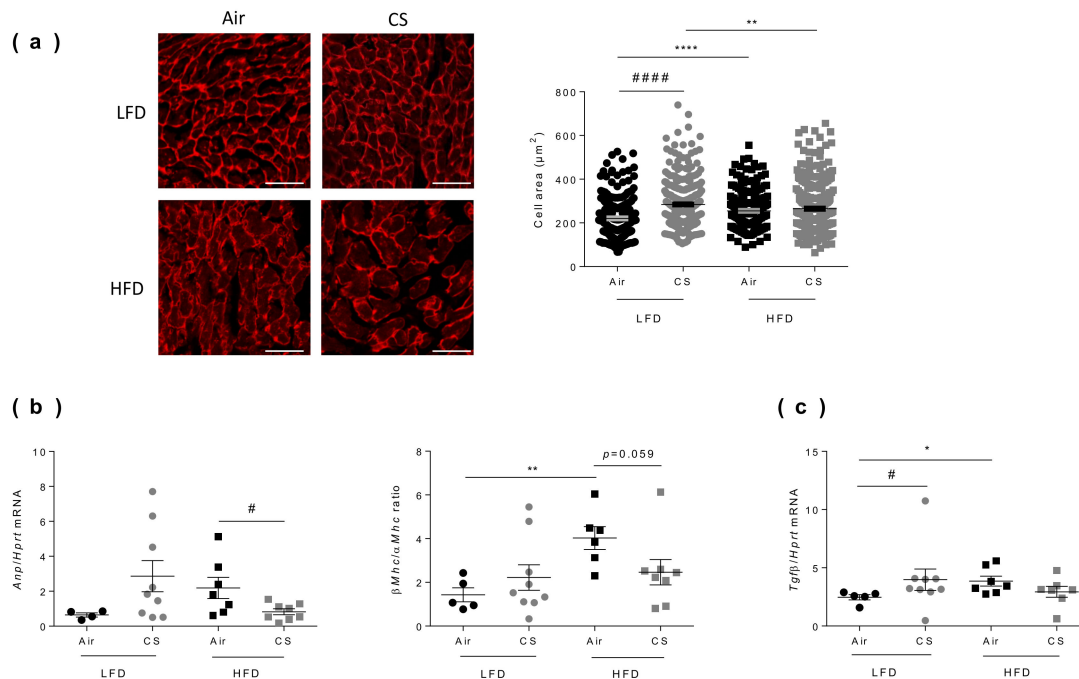 Air CS
( a )
LFD
HFD
**
****
####
800
600
400
200
0
Cell area (µm²)
Air CS Air CS
LFD HFD
( b )
10
8
6
4
2
0
Anp/Hprt mRNA
#
Air CS Air CS
LFD HFD
8
6
4
2
0
βMhc/αMhc ratio
**
p=0.059
Air CS Air CS
LFD HFD
( c )
15
10
5
0
Tgfβ/Hprt mRNA
*
#
Air CS Air CS
LFD HFD